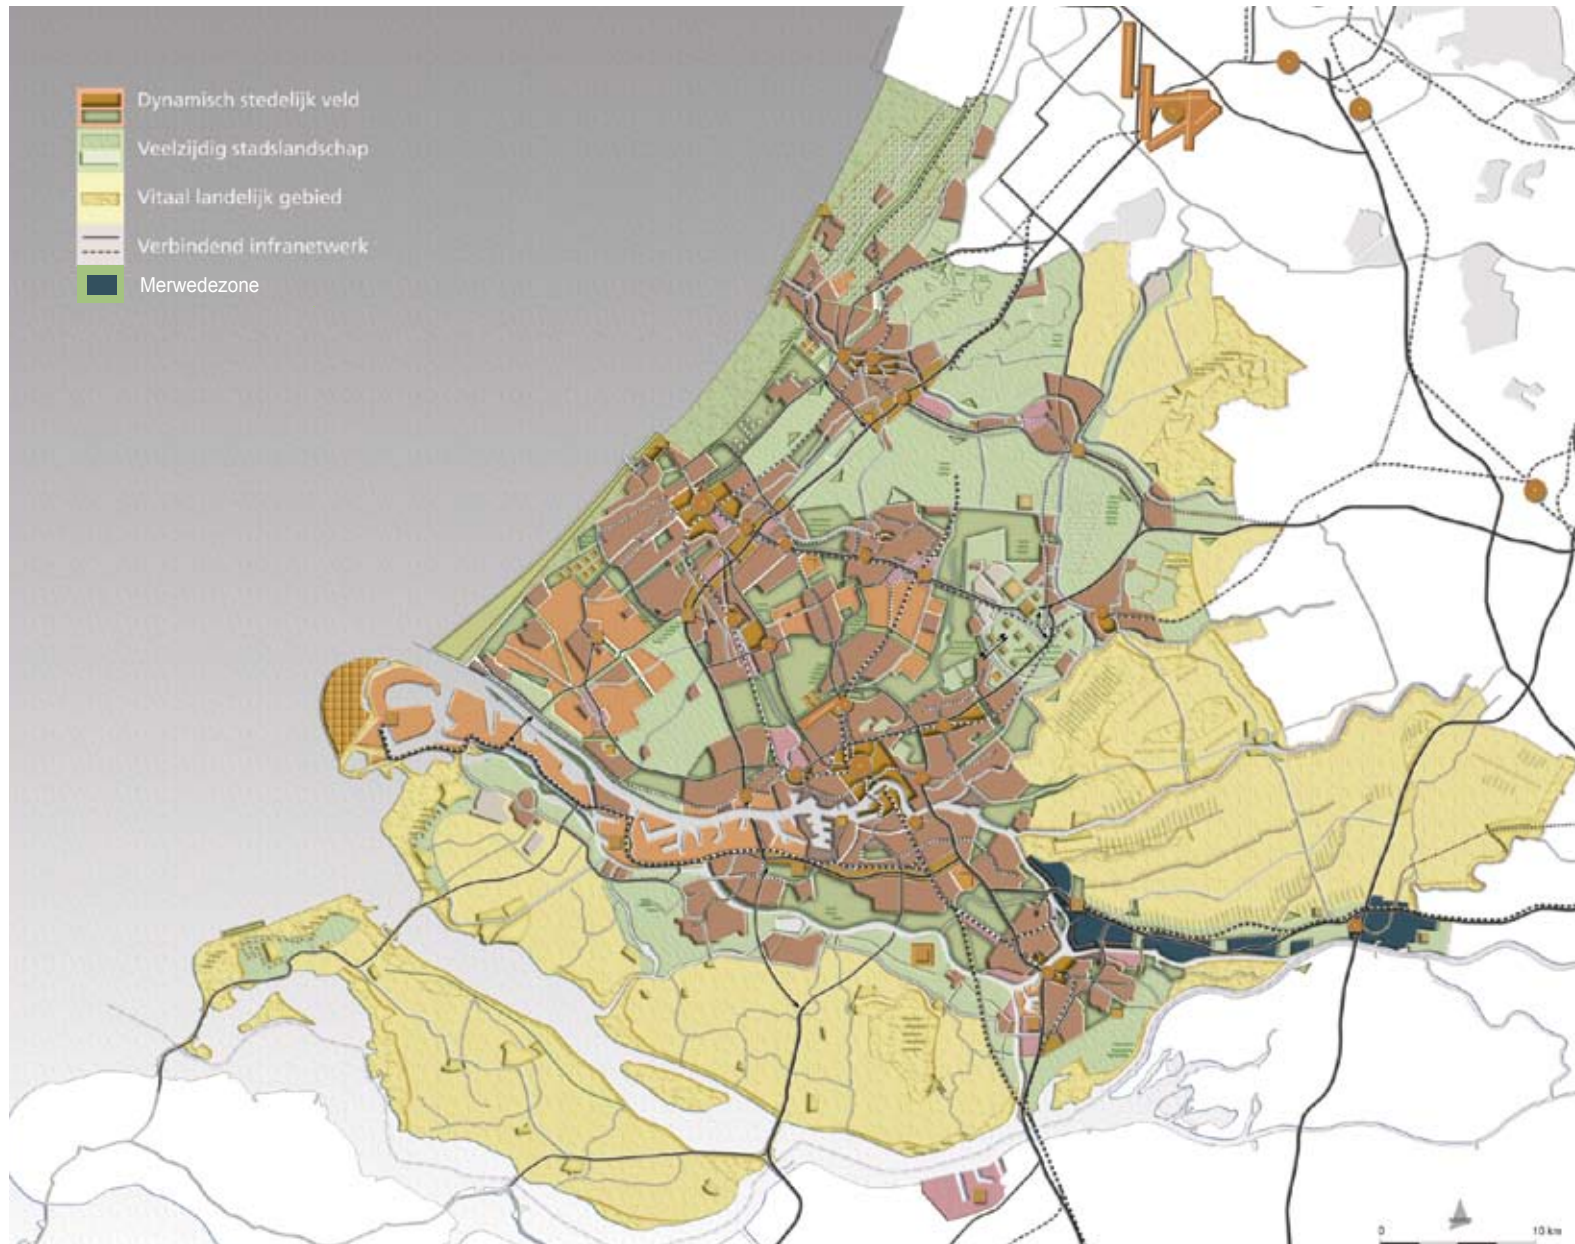 Dynamisch stedelijk veld
Veelzijdig stadslandschap
Vitaal landelijk gebied
Verbindend infranetwerk
Merwedezone
0 10 km